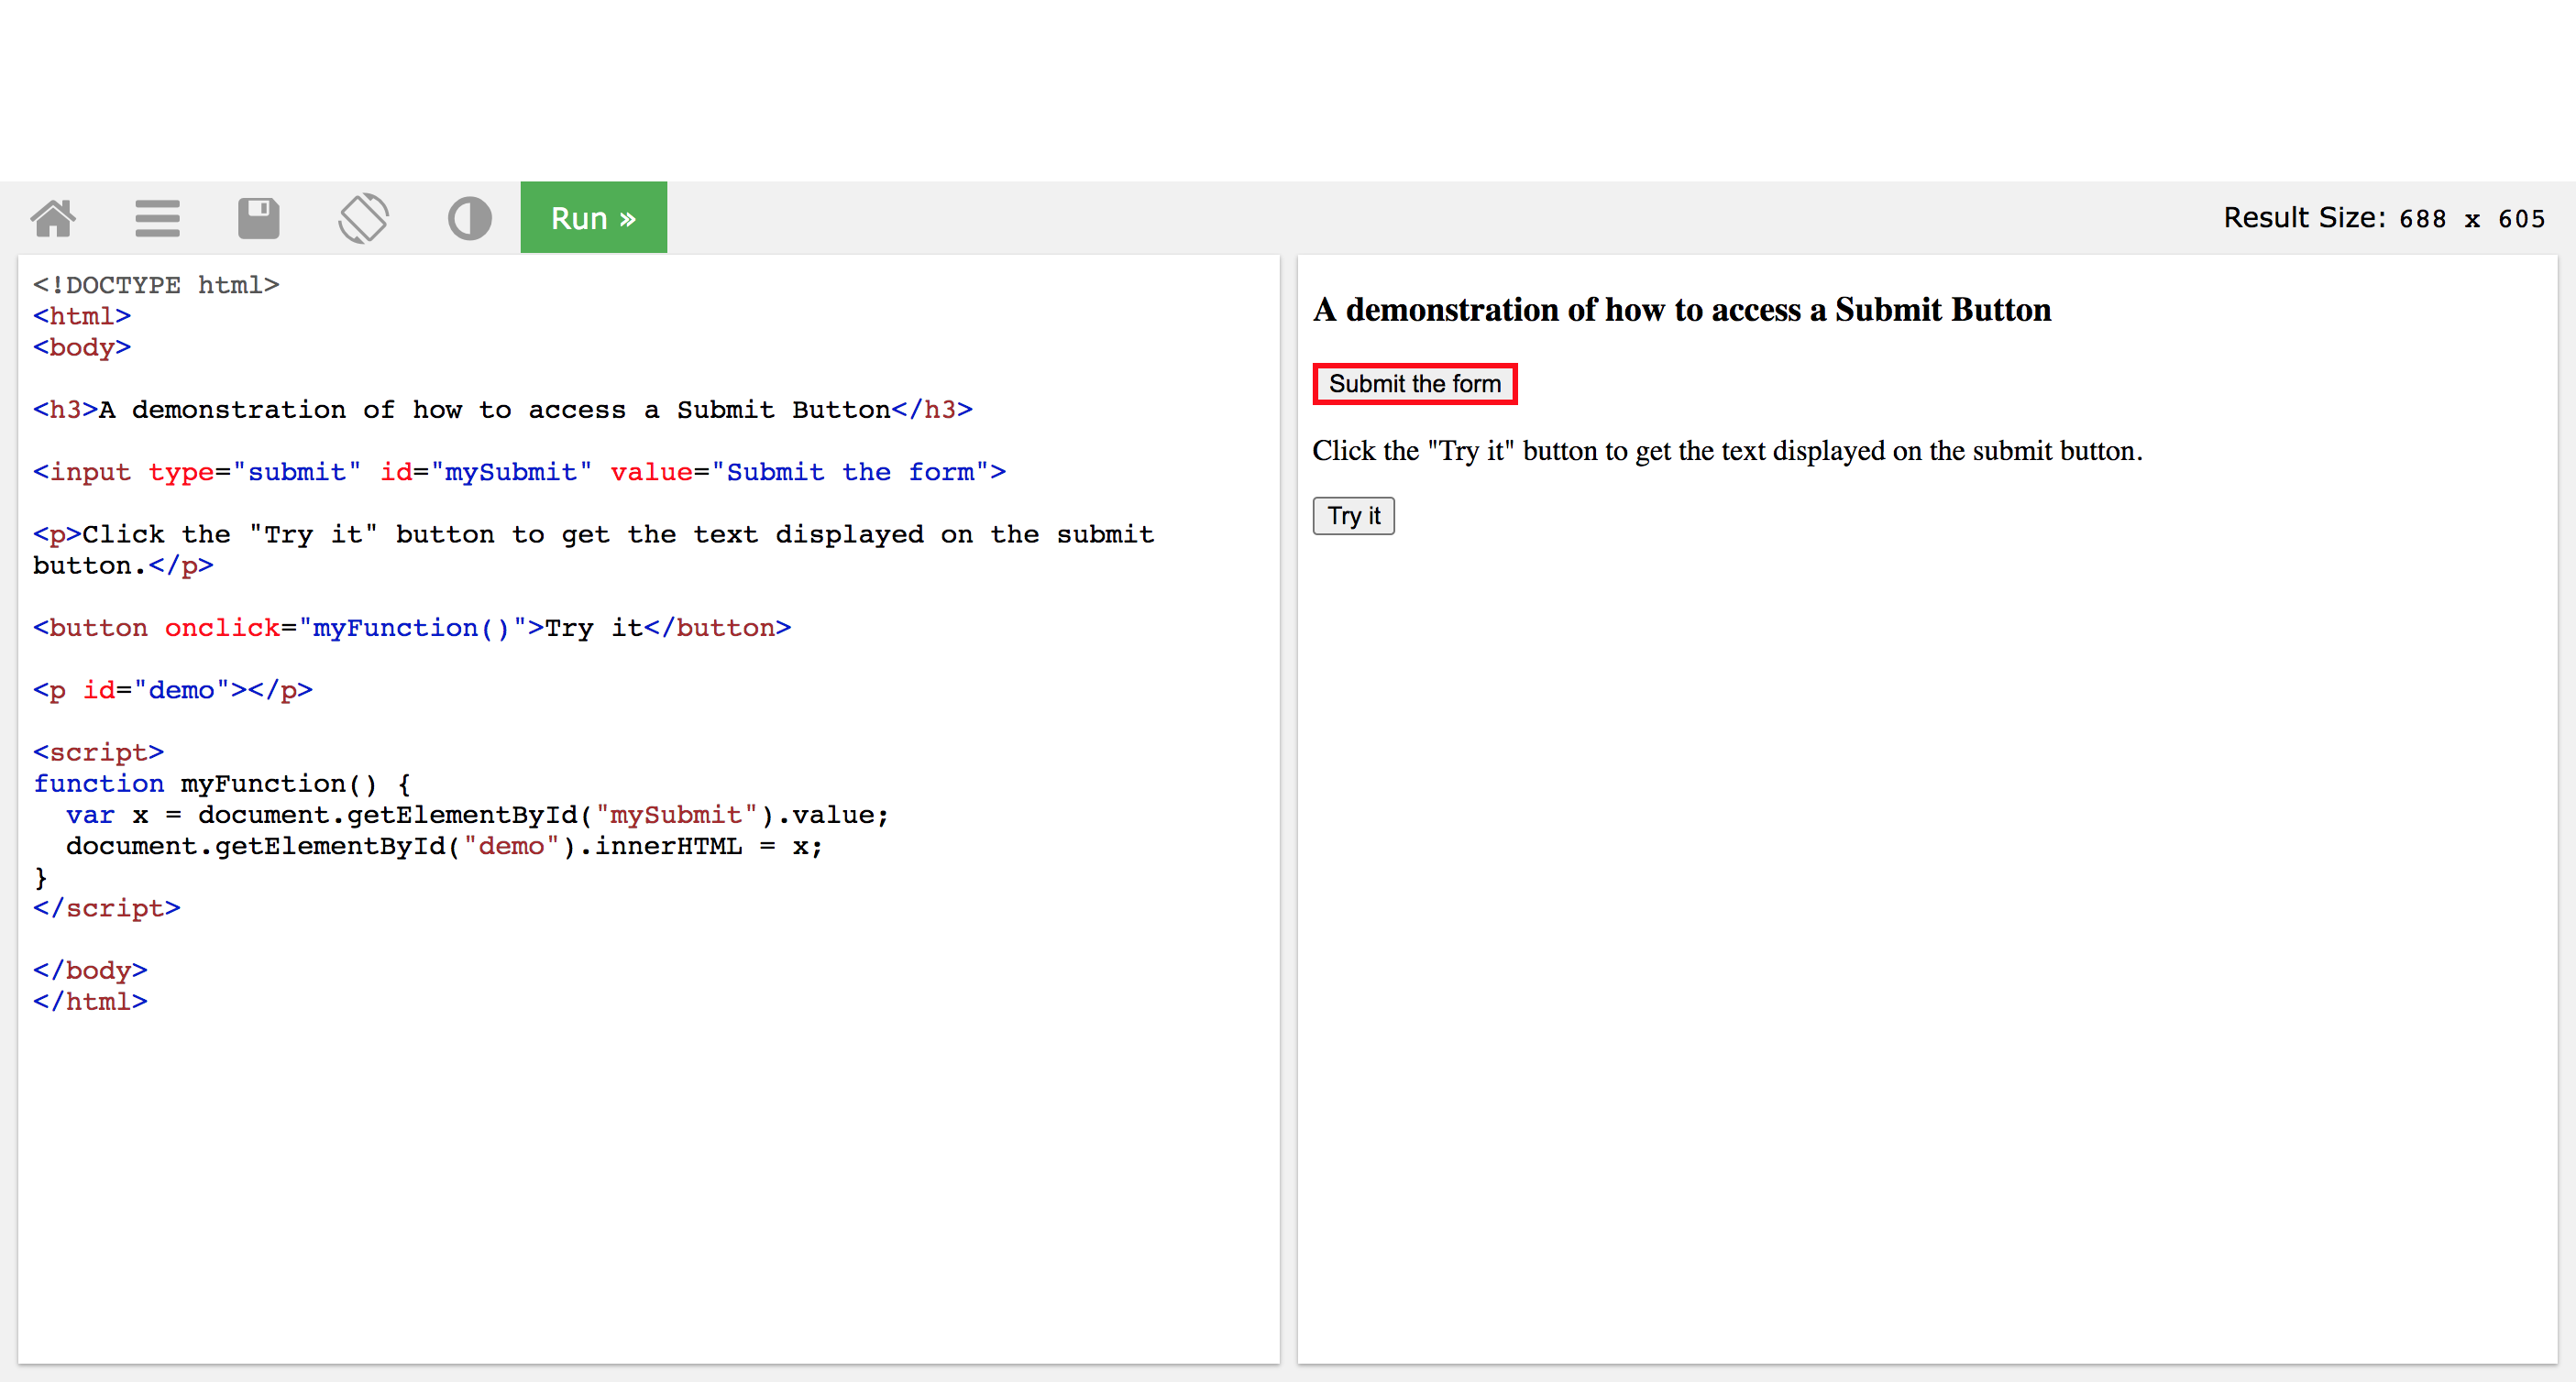 Run »
Result Size: 688 x 605
<!DOCTYPE html>
<html>
<body>
<h3>A demonstration of how to access a Submit Button</h3>
<input type="submit" id="mySubmit" value="Submit the form">
<p>Click the "Try it" button to get the text displayed on the submit
button.</p>
<button onclick="myFunction()">Try it</button>
<p id="demo"></p>
<script>
function myFunction() {
  var x = document.getElementById("mySubmit").value;
  document.getElementById("demo").innerHTML = x;
}
</script>
</body>
</html>
A demonstration of how to access a Submit Button
Submit the form
Click the "Try it" button to get the text displayed on the submit button.
Try it